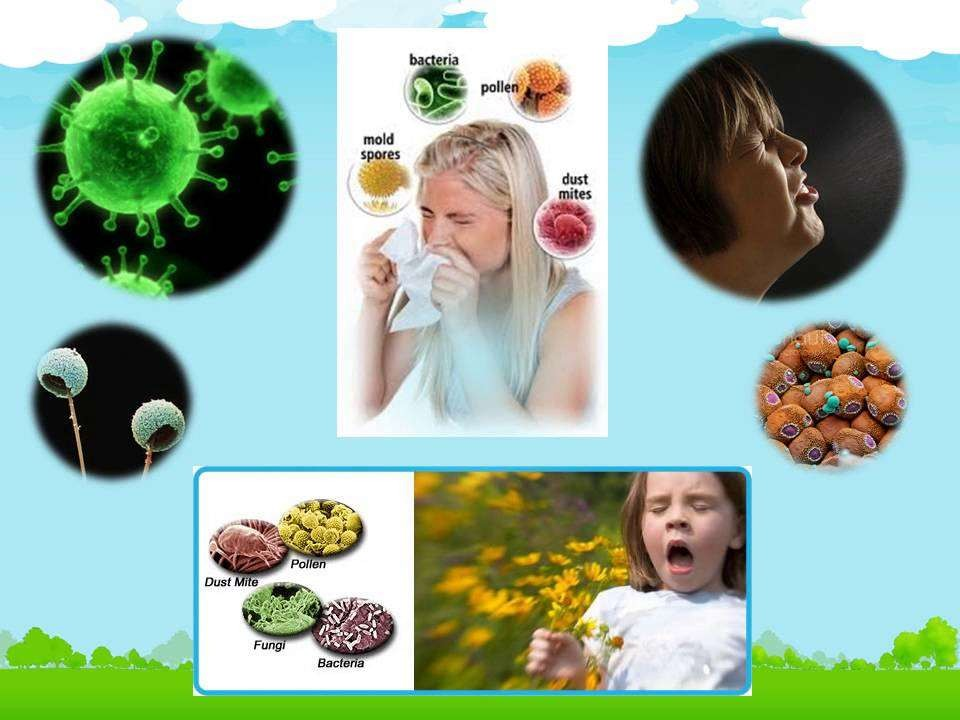 bacteria
pollen
mold
spores
dust
mites
Pollen
Dust Mite
Fungi
Bacteria